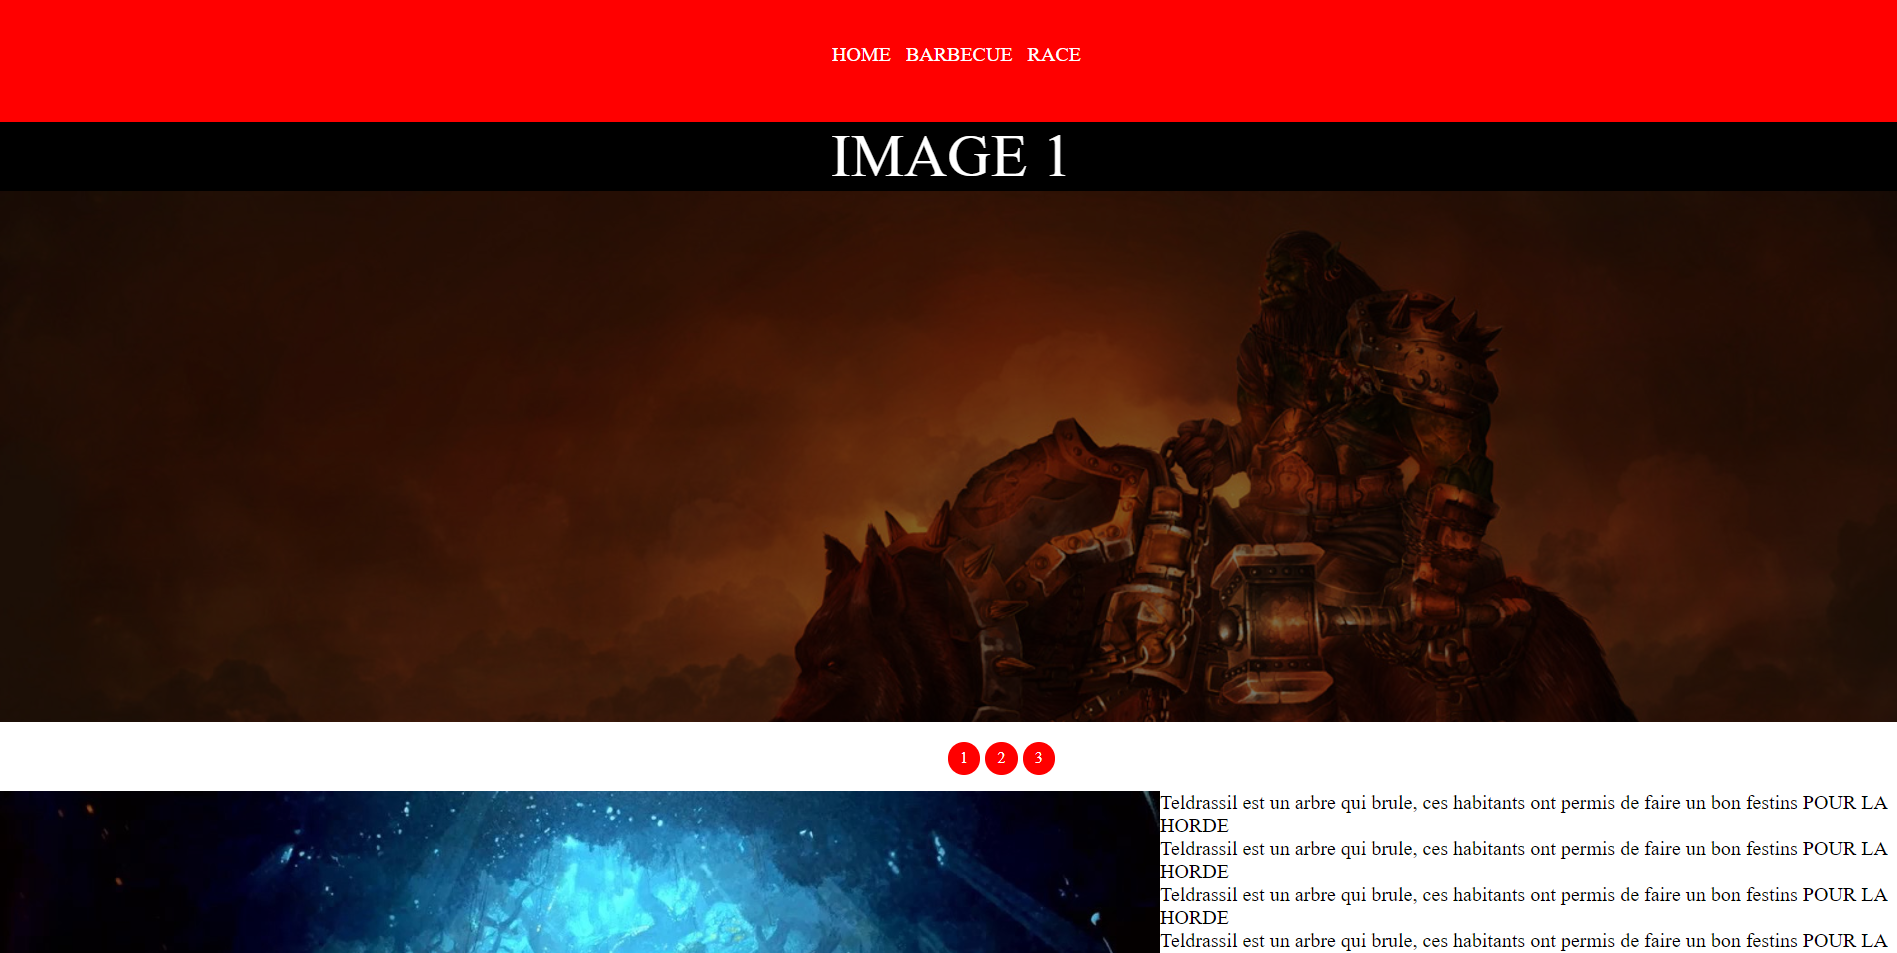 HOME BARBECUE RACE
IMAGE 1
1 2 3
Teldrassil est un arbre qui brule, ces habitants ont permis de faire un bon festins POUR LA
HORDE
Teldrassil est un arbre qui brule, ces habitants ont permis de faire un bon festins POUR LA
HORDE
Teldrassil est un arbre qui brule, ces habitants ont permis de faire un bon festins POUR LA
HORDE
Teldrassil est un arbre qui brule, ces habitants ont permis de faire un bon festins POUR LA